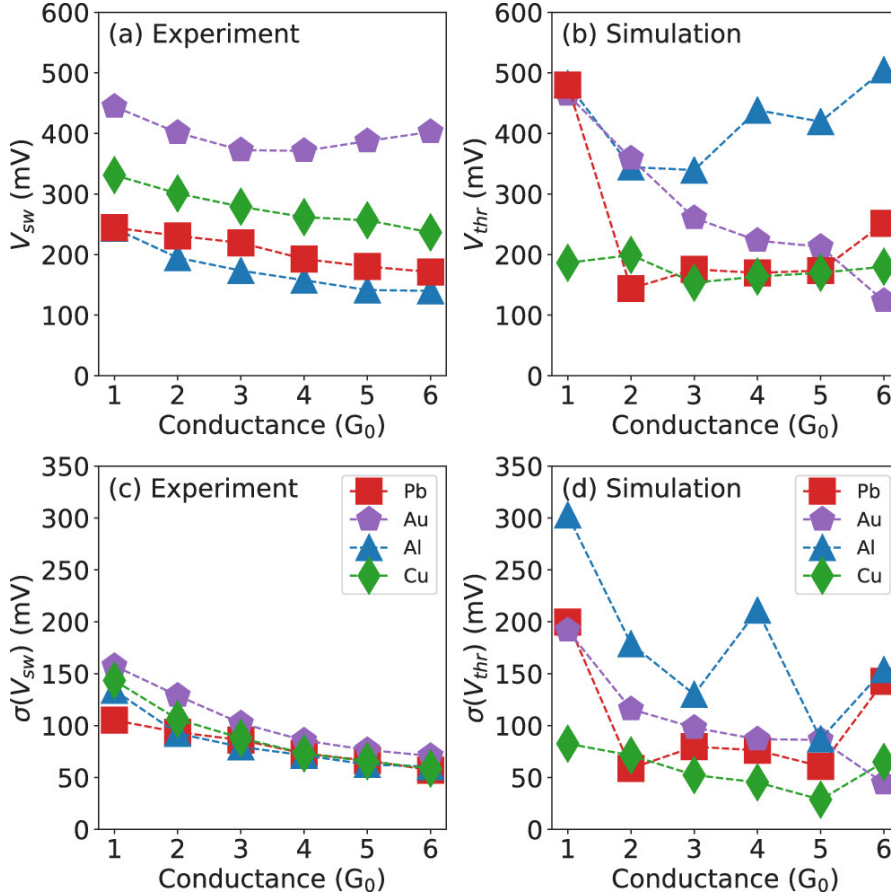 (a) Experiment
V_sw (mV)
600
500
400
300
200
100
0
1 2 3 4 5 6
Conductance (G₀)
(b) Simulation
V_thr (mV)
600
500
400
300
200
100
0
1 2 3 4 5 6
Conductance (G₀)
(c) Experiment
σ(V_sw) (mV)
350
300
250
200
150
100
50
0
Pb
Au
Al
Cu
1 2 3 4 5 6
Conductance (G₀)
(d) Simulation
σ(V_thr) (mV)
350
300
250
200
150
100
50
0
Pb
Au
Al
Cu
1 2 3 4 5 6
Conductance (G₀)